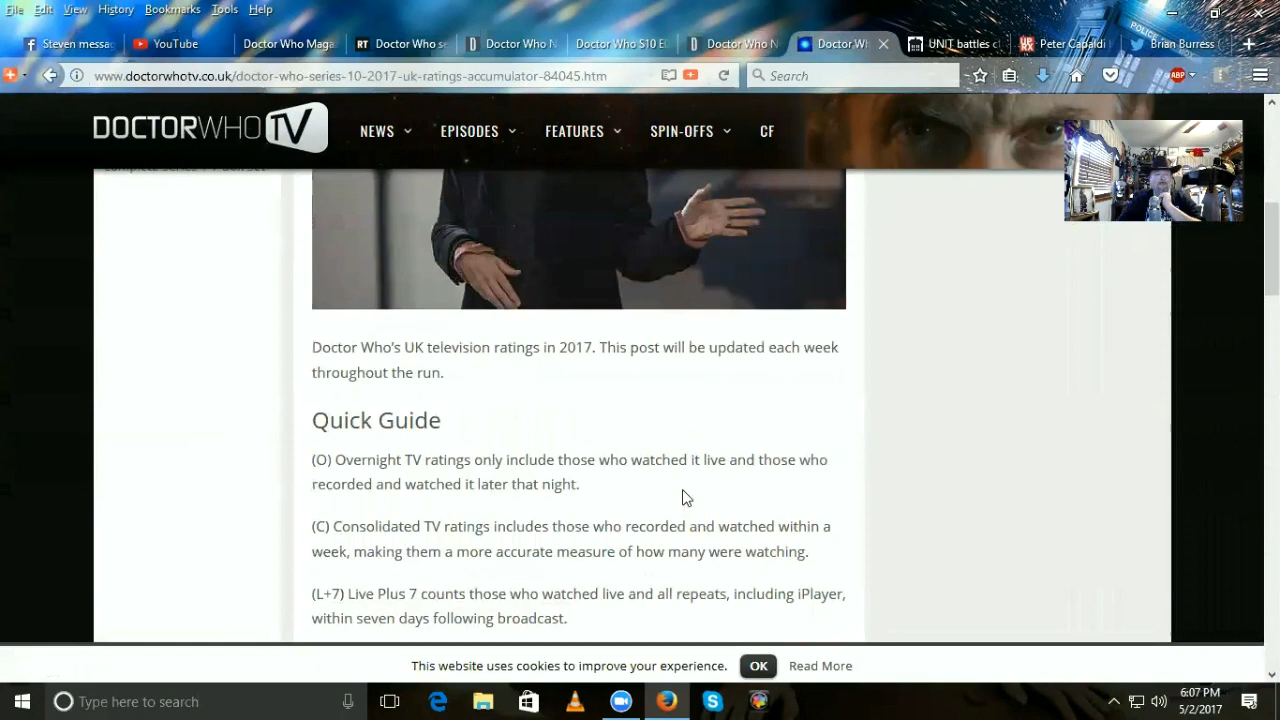 File Edit View History Bookmarks Tools Help
Steven messa
YouTube
Doctor Who Maga
RT Doctor Who se
Doctor Who N
Doctor Who S10 E
Doctor Who N
Doctor Wh
UNIT battles c
Peter Capaldi
Brian Burress (
www.doctorwhotv.co.uk/doctor-who-series-10-2017-uk-ratings-accumulator-84045.htm
Search
ABP
POLICE
DOCTORWHOTV
NEWS EPISODES FEATURES SPIN-OFFS CF
Doctor Who's UK television ratings in 2017. This post will be updated each week
throughout the run.
Quick Guide
(O) Overnight TV ratings only include those who watched it live and those who
recorded and watched it later that night.
(C) Consolidated TV ratings includes those who recorded and watched within a
week, making them a more accurate measure of how many were watching.
(L+7) Live Plus 7 counts those who watched live and all repeats, including iPlayer,
within seven days following broadcast.
This website uses cookies to improve your experience. OK Read More
Type here to search
6:07 PM
5/2/2017